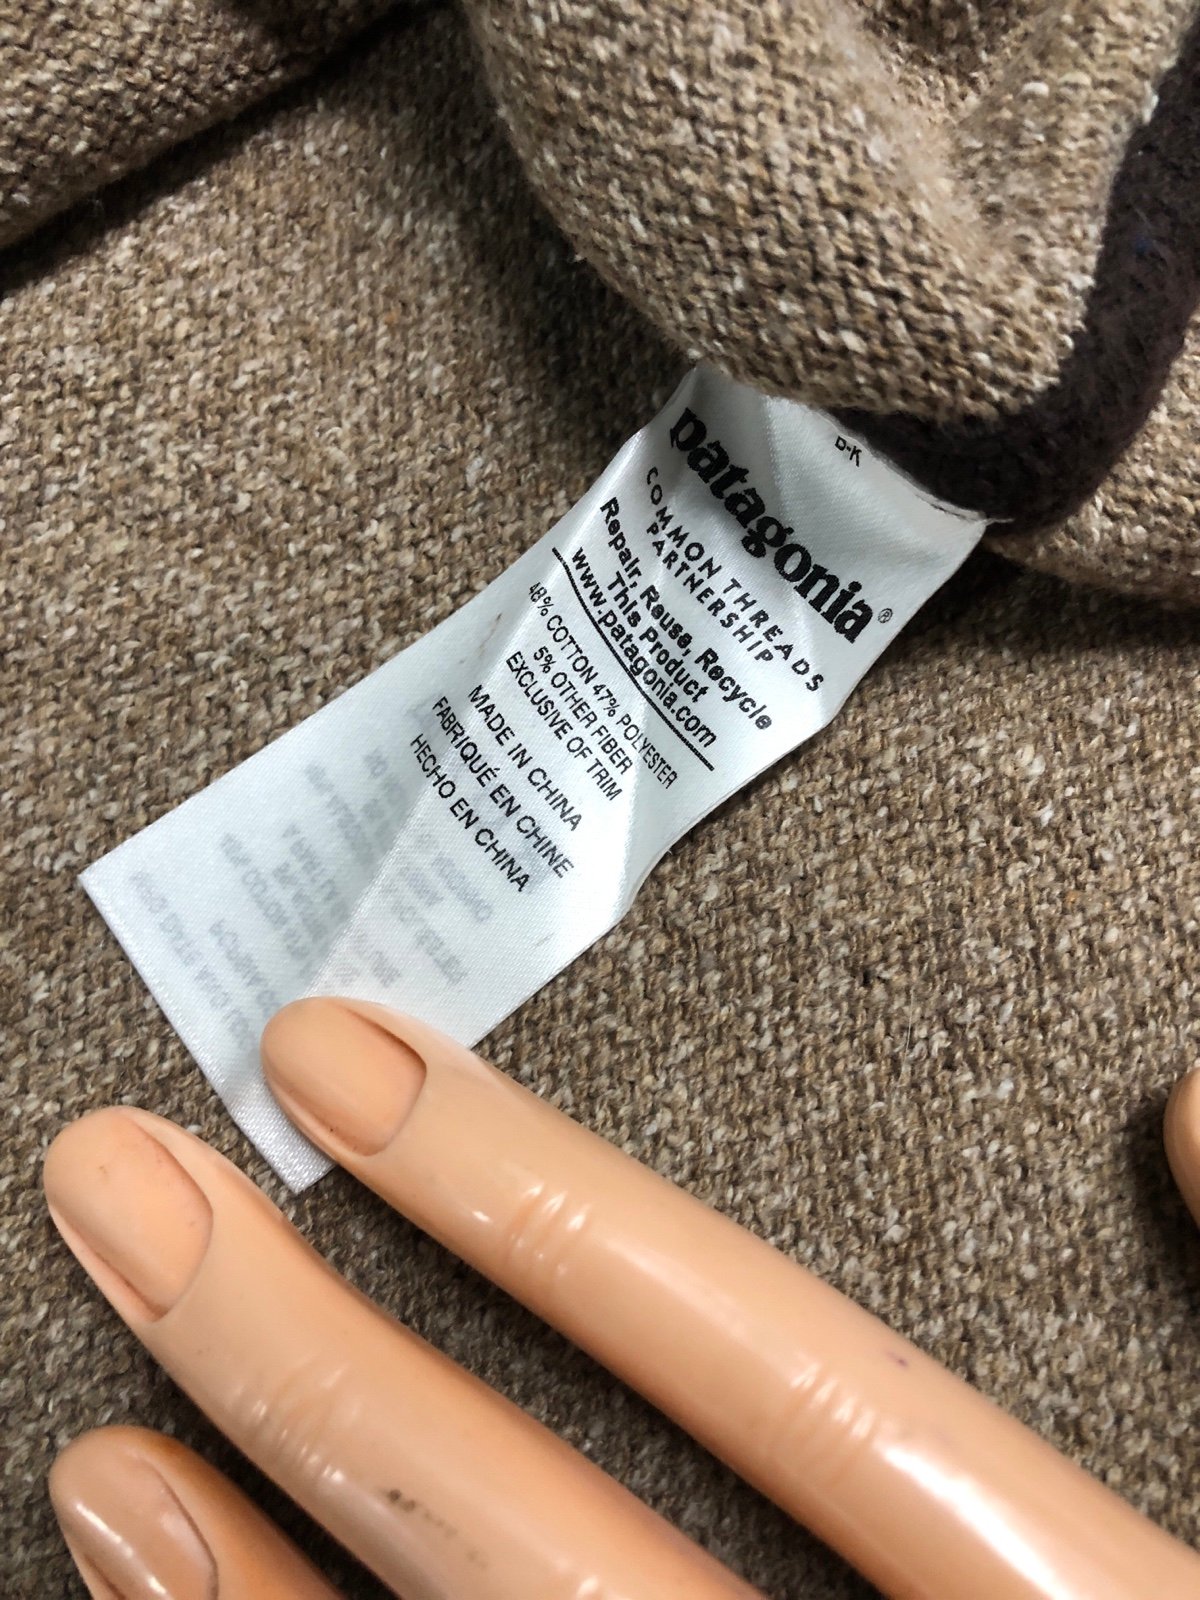 D-K
patagonia®
COMMON THREADS
PARTNERSHIP
Repair, Reuse, Recycle
This Product
www.patagonia.com
48% COTTON 47% POLYESTER
5% OTHER FIBER
EXCLUSIVE OF TRIM
MADE IN CHINA
FABRIQUÉ EN CHINE
HECHO EN CHINA